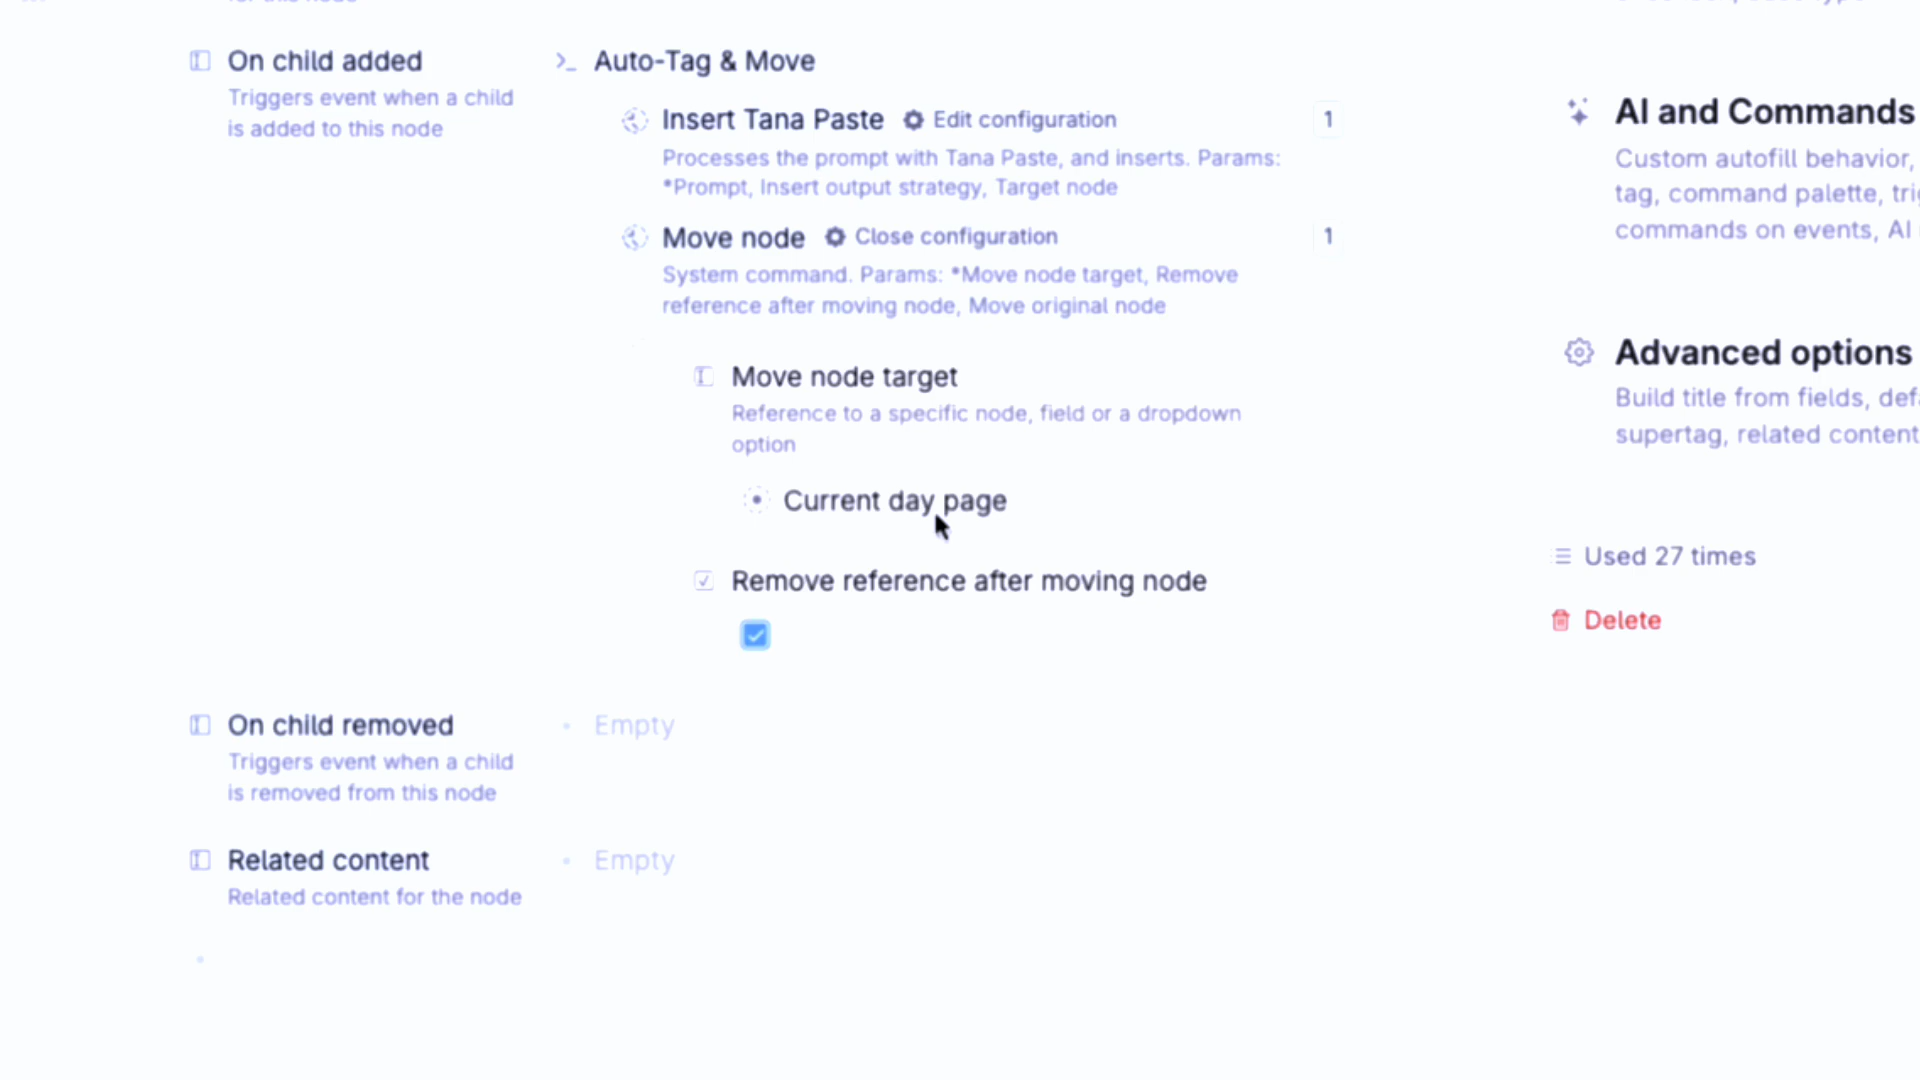 for this node
On child added
Triggers event when a child
is added to this node
>_ Auto-Tag & Move
Insert Tana Paste Edit configuration 1
Processes the prompt with Tana Paste, and inserts. Params:
*Prompt, Insert output strategy, Target node
Move node Close configuration 1
System command. Params: *Move node target, Remove
reference after moving node, Move original node
Move node target
Reference to a specific node, field or a dropdown
option
Current day page
Remove reference after moving node
On child removed
Triggers event when a child
is removed from this node
Empty
Related content
Related content for the node
Empty
AI and Commands
Custom autofill behavior,
tag, command palette,
commands on events, AI
Advanced options
Build title from fields,
supertag, related content
Used 27 times
Delete